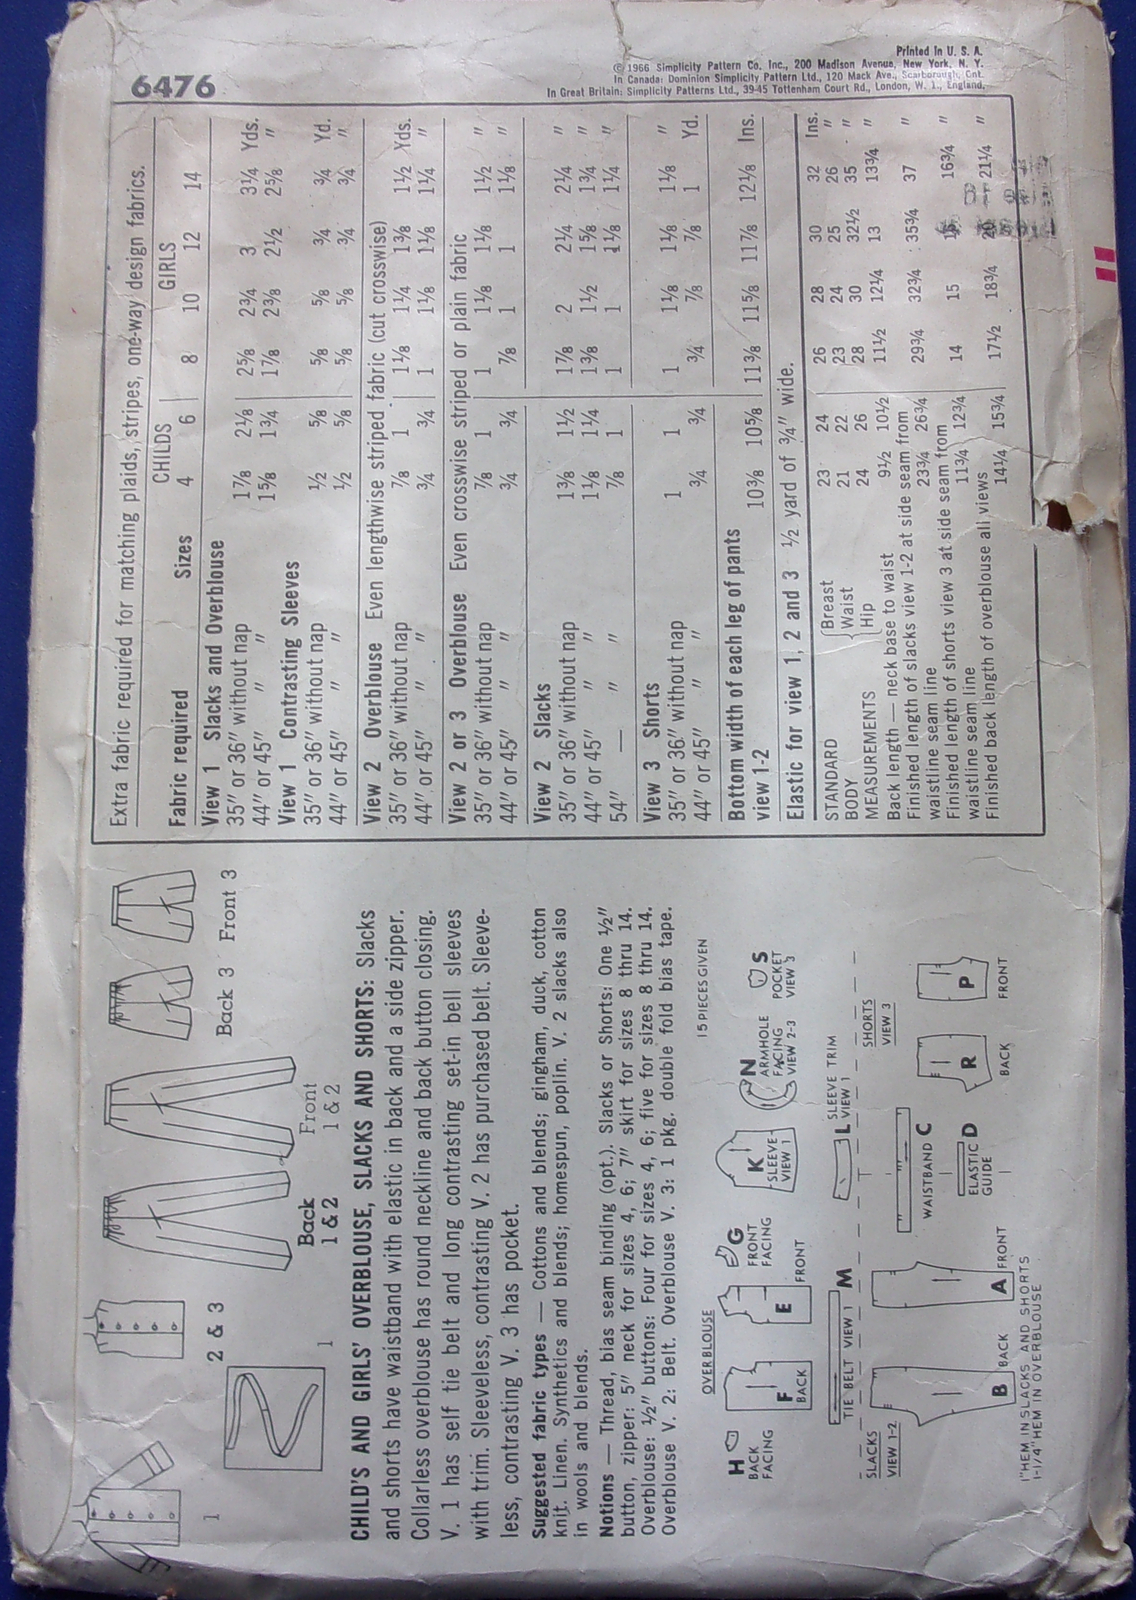 6476
Printed in U. S. A.
© 1966 Simplicity Pattern Co. Inc., 200 Madison Avenue, New York, N. Y.
In Canada: Dominion Simplicity Pattern Ltd., 120 Mack Ave., Scarborough, Ont.
In Great Britain: Simplicity Patterns Ltd., 39-45 Tottenham Court Rd., London, W. 1., England.
Extra fabric required for matching plaids, stripes, one-way design fabrics.
CHILDS GIRLS
Fabric required Sizes 4 6 8 10 12 14
View 1 Slacks and Overblouse
35″ or 36″ without nap 1⅞ 2⅛ 2⅝ 2¾ 3 3¼ Yds.
44″ or 45″ ″ ″ 1⅝ 1¾ 1⅞ 2⅜ 2½ 2⅝ ″
View 1 Contrasting Sleeves
35″ or 36″ without nap ½ ⅝ ⅝ ⅝ ¾ ¾ Yd.
44″ or 45″ ″ ″ ½ ⅝ ⅝ ⅝ ¾ ¾ ″
View 2 Overblouse Even lengthwise striped fabric (cut crosswise)
35″ or 36″ without nap ⅞ 1 1⅛ 1¼ 1⅜ 1½ Yds.
44″ or 45″ ″ ″ ¾ ¾ 1 1⅛ 1⅛ 1¼ ″
View 2 or 3 Overblouse Even crosswise striped or plain fabric
35″ or 36″ without nap ⅞ 1 1 1⅛ 1⅛ 1½ ″
44″ or 45″ ″ ″ ¾ ¾ ⅞ 1 1 1⅛ ″
View 2 Slacks
35″ or 36″ without nap 1⅜ 1½ 1⅞ 2 2¼ 2¼ ″
44″ or 45″ ″ ″ 1⅛ 1¼ 1⅜ 1½ 1⅝ 1¾ ″
54″ — ″ ⅞ 1 1 1 1⅛ 1¼ ″
View 3 Shorts
35″ or 36″ without nap 1 1 1 1⅛ 1⅛ 1⅛ ″
44″ or 45″ ″ ″ ¾ ¾ ¾ ⅞ ⅞ 1 Yd.
Bottom width of each leg of pants
view 1-2 10⅜ 10⅝ 11⅜ 11⅝ 11⅞ 12⅛ Ins.
Elastic for view 1, 2 and 3 ½ yard of ¾″ wide.
STANDARD Breast 23 24 26 28 30 32 Ins.
BODY Waist 21 22 23 24 25 26 ″
MEASUREMENTS Hip 24 26 28 30 32½ 35 ″
Back length — neck base to waist 9½ 10½ 11½ 12¼ 13 13¾ ″
Finished length of slacks view 1-2 at side seam from
waistline seam line 23¾ 26¾ 29¾ 32¾ 35¾ 37 ″
Finished length of shorts view 3 at side seam from
waistline seam line 11¾ 12¾ 14 15 16¾ ″
Finished back length of overblouse all views
14¼ 15¾ 17½ 18¾ 20 21¼ ″
1
2 & 3
1
Back
1 & 2
Front
1 & 2
Back 3
Front 3
CHILD'S AND GIRLS' OVERBLOUSE, SLACKS AND SHORTS: Slacks
and shorts have waistband with elastic in back and a side zipper.
Collarless overblouse has round neckline and back button closing.
V. 1 has self tie belt and long contrasting set-in bell sleeves
with trim. Sleeveless, contrasting V. 2 has purchased belt. Sleeve-
less, contrasting V. 3 has pocket.
Suggested fabric types — Cottons and blends; gingham, duck, cotton
knit. Linen. Synthetics and blends; homespun, poplin. V. 2 slacks also
in wools and blends.
Notions — Thread, bias seam binding (opt.). Slacks or Shorts: One ½″
button, zipper: 5″ neck for sizes 4, 6; 7″ skirt for sizes 8 thru 14.
Overblouse: ½″ buttons: Four for sizes 4, 6; five for sizes 8 thru 14.
Overblouse V. 2: Belt. Overblouse V. 3: 1 pkg. double fold bias tape.
15 PIECES GIVEN
OVERBLOUSE
H
BACK
FACING
F
BACK
E
FRONT
G
FRONT
FACING
K
SLEEVE
VIEW 1
N
ARMHOLE
FACING
VIEW 2-3
S
POCKET
VIEW 3
TIE BELT VIEW 1 M
L SLEEVE TRIM
VIEW 1
SLACKS
VIEW 1-2
B
BACK
A
FRONT
WAISTBAND C
ELASTIC D
GUIDE
SHORTS
VIEW 3
R
BACK
P
FRONT
1″ HEM IN SLACKS AND SHORTS
1-1/4″ HEM IN OVERBLOUSE